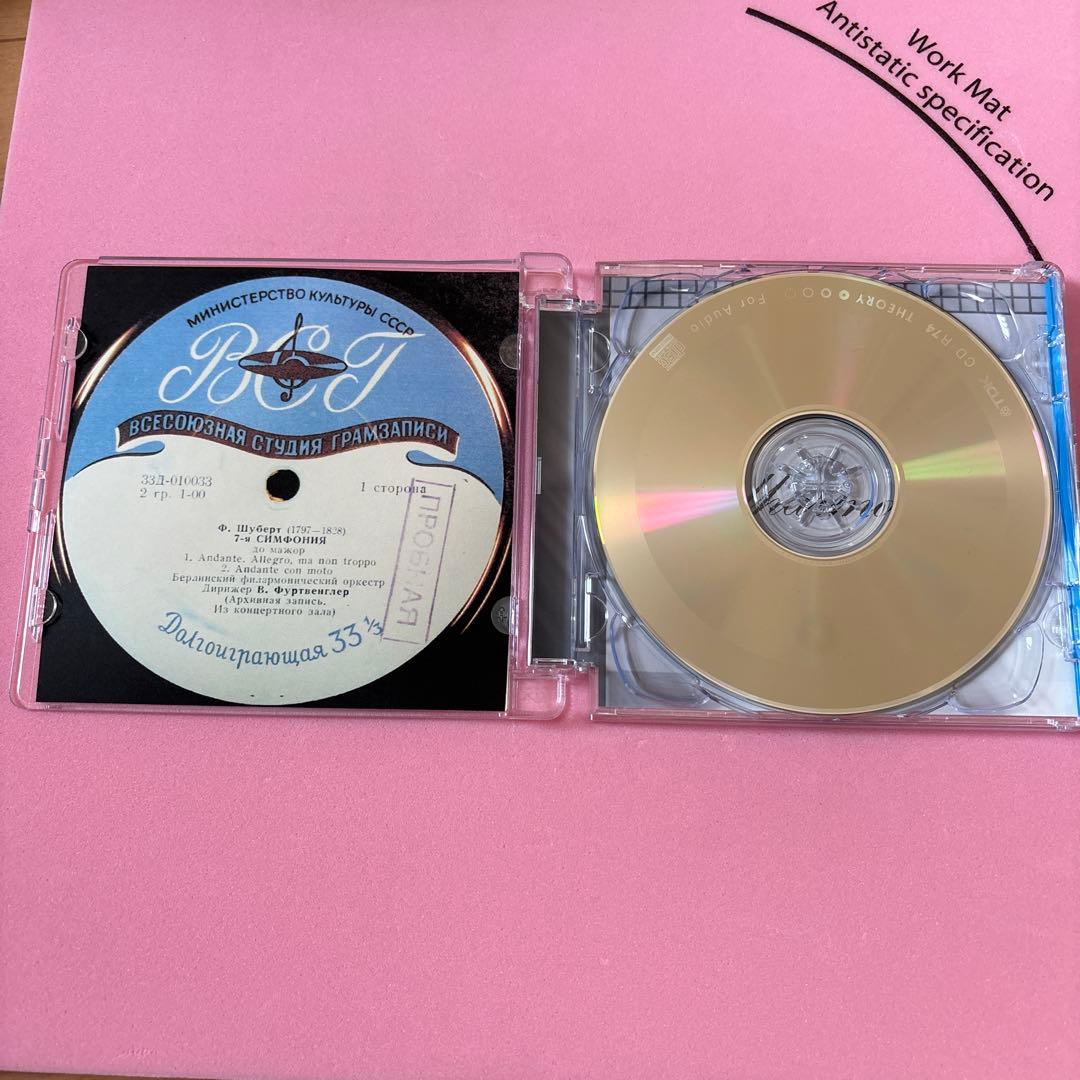 Work Mat
Antistatic specification
МИНИСТЕРСТВО КУЛЬТУРЫ СССР
ВСГ
ВСЕСОЮЗНАЯ СТУДИЯ ГРАМЗАПИСИ
33Д-010033
2 гр. 1-00
1 сторона
ПРОБНАЯ
Ф. Шуберт (1797—1828)
7-я СИМФОНИЯ
до мажор
1. Andante. Allegro, ma non troppo
2. Andante con moto
Берлинский филармонический оркестр
Дирижер В. Фуртвенглер
(Архивная запись.
Из концертного зала)
Долгоиграющая 33 1/3
TDK CD R74 THEORY For Audio